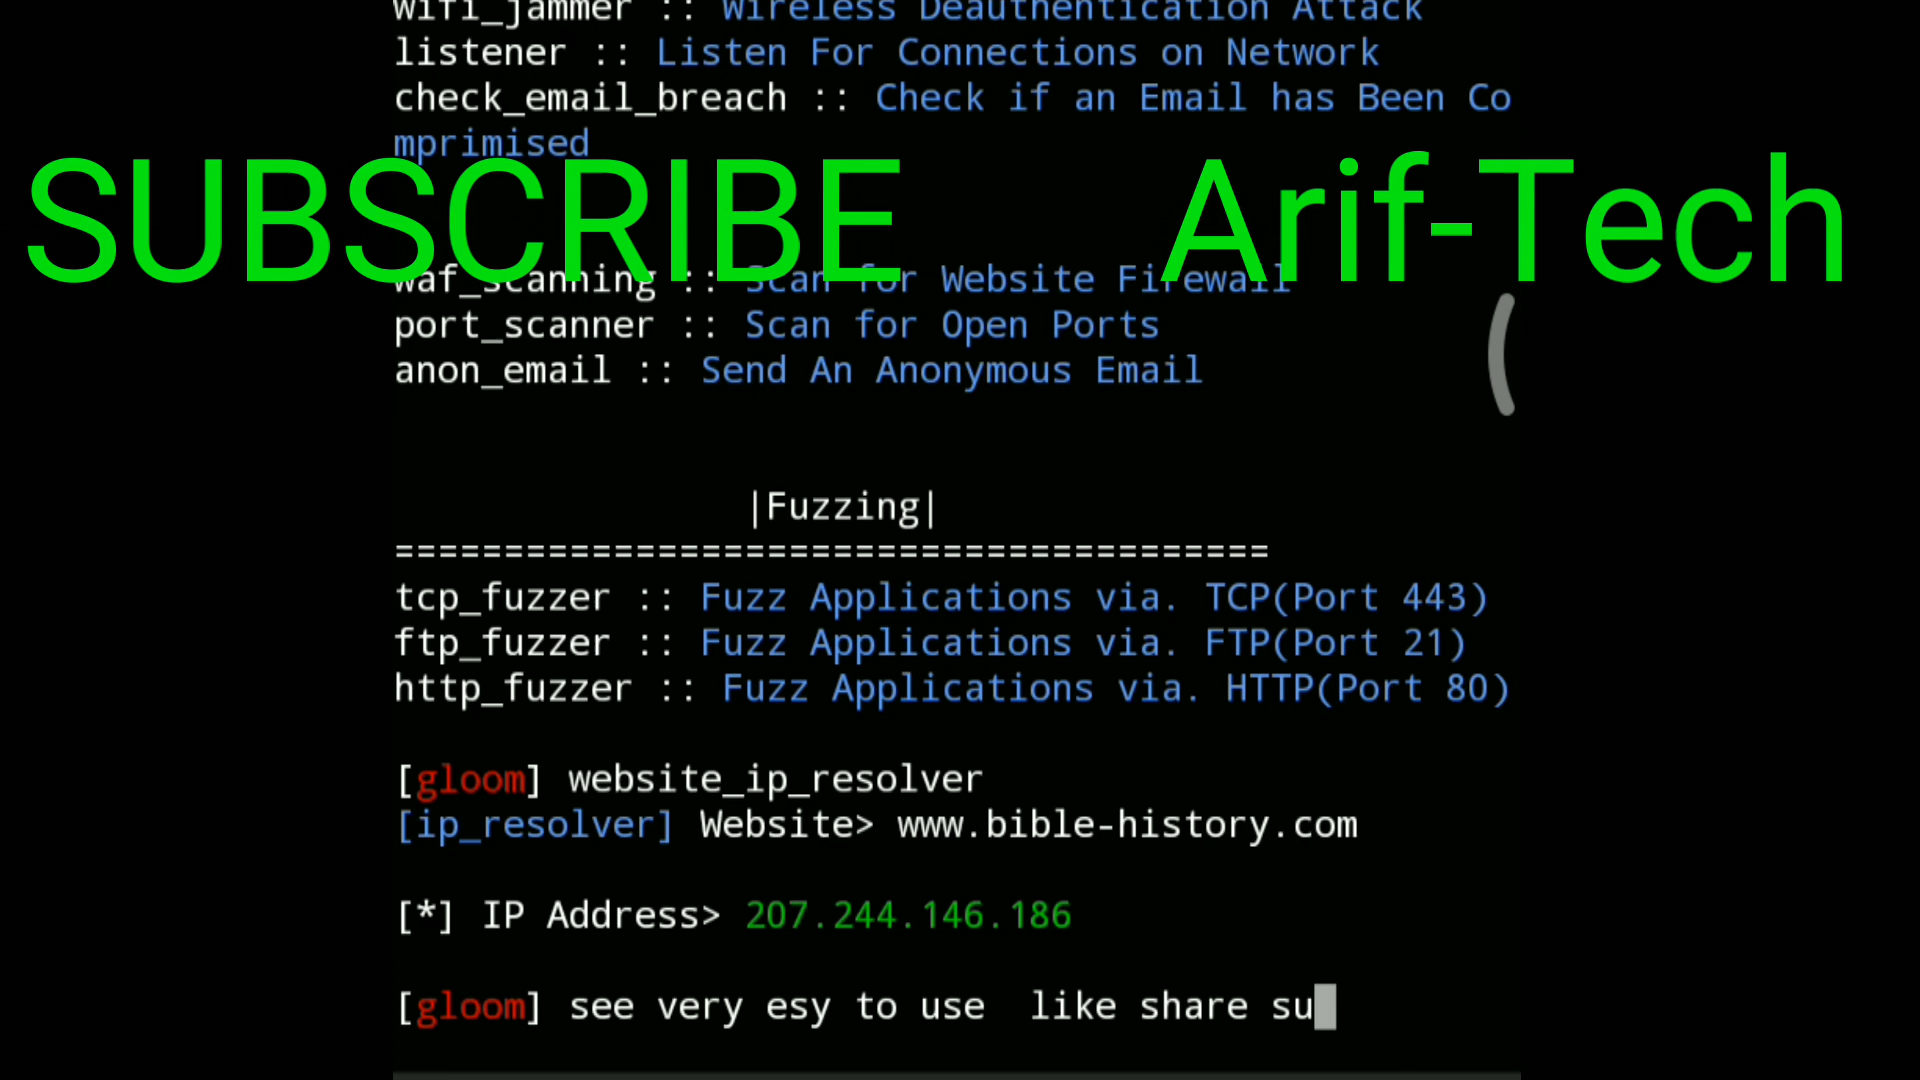 wifi_jammer :: Wireless Deauthentication Attack
listener :: Listen For Connections on Network
check_email_breach :: Check if an Email has Been Co
mprimised
SUBSCRIBE Arif-Tech
waf_scanning :: Scan for Website Firewall
port_scanner :: Scan for Open Ports
anon_email :: Send An Anonymous Email
|Fuzzing|
========================================
tcp_fuzzer :: Fuzz Applications via. TCP(Port 443)
ftp_fuzzer :: Fuzz Applications via. FTP(Port 21)
http_fuzzer :: Fuzz Applications via. HTTP(Port 80)
[gloom] website_ip_resolver
[ip_resolver] Website> www.bible-history.com
[*] IP Address> 207.244.146.186
[gloom] see very esy to use  like share su